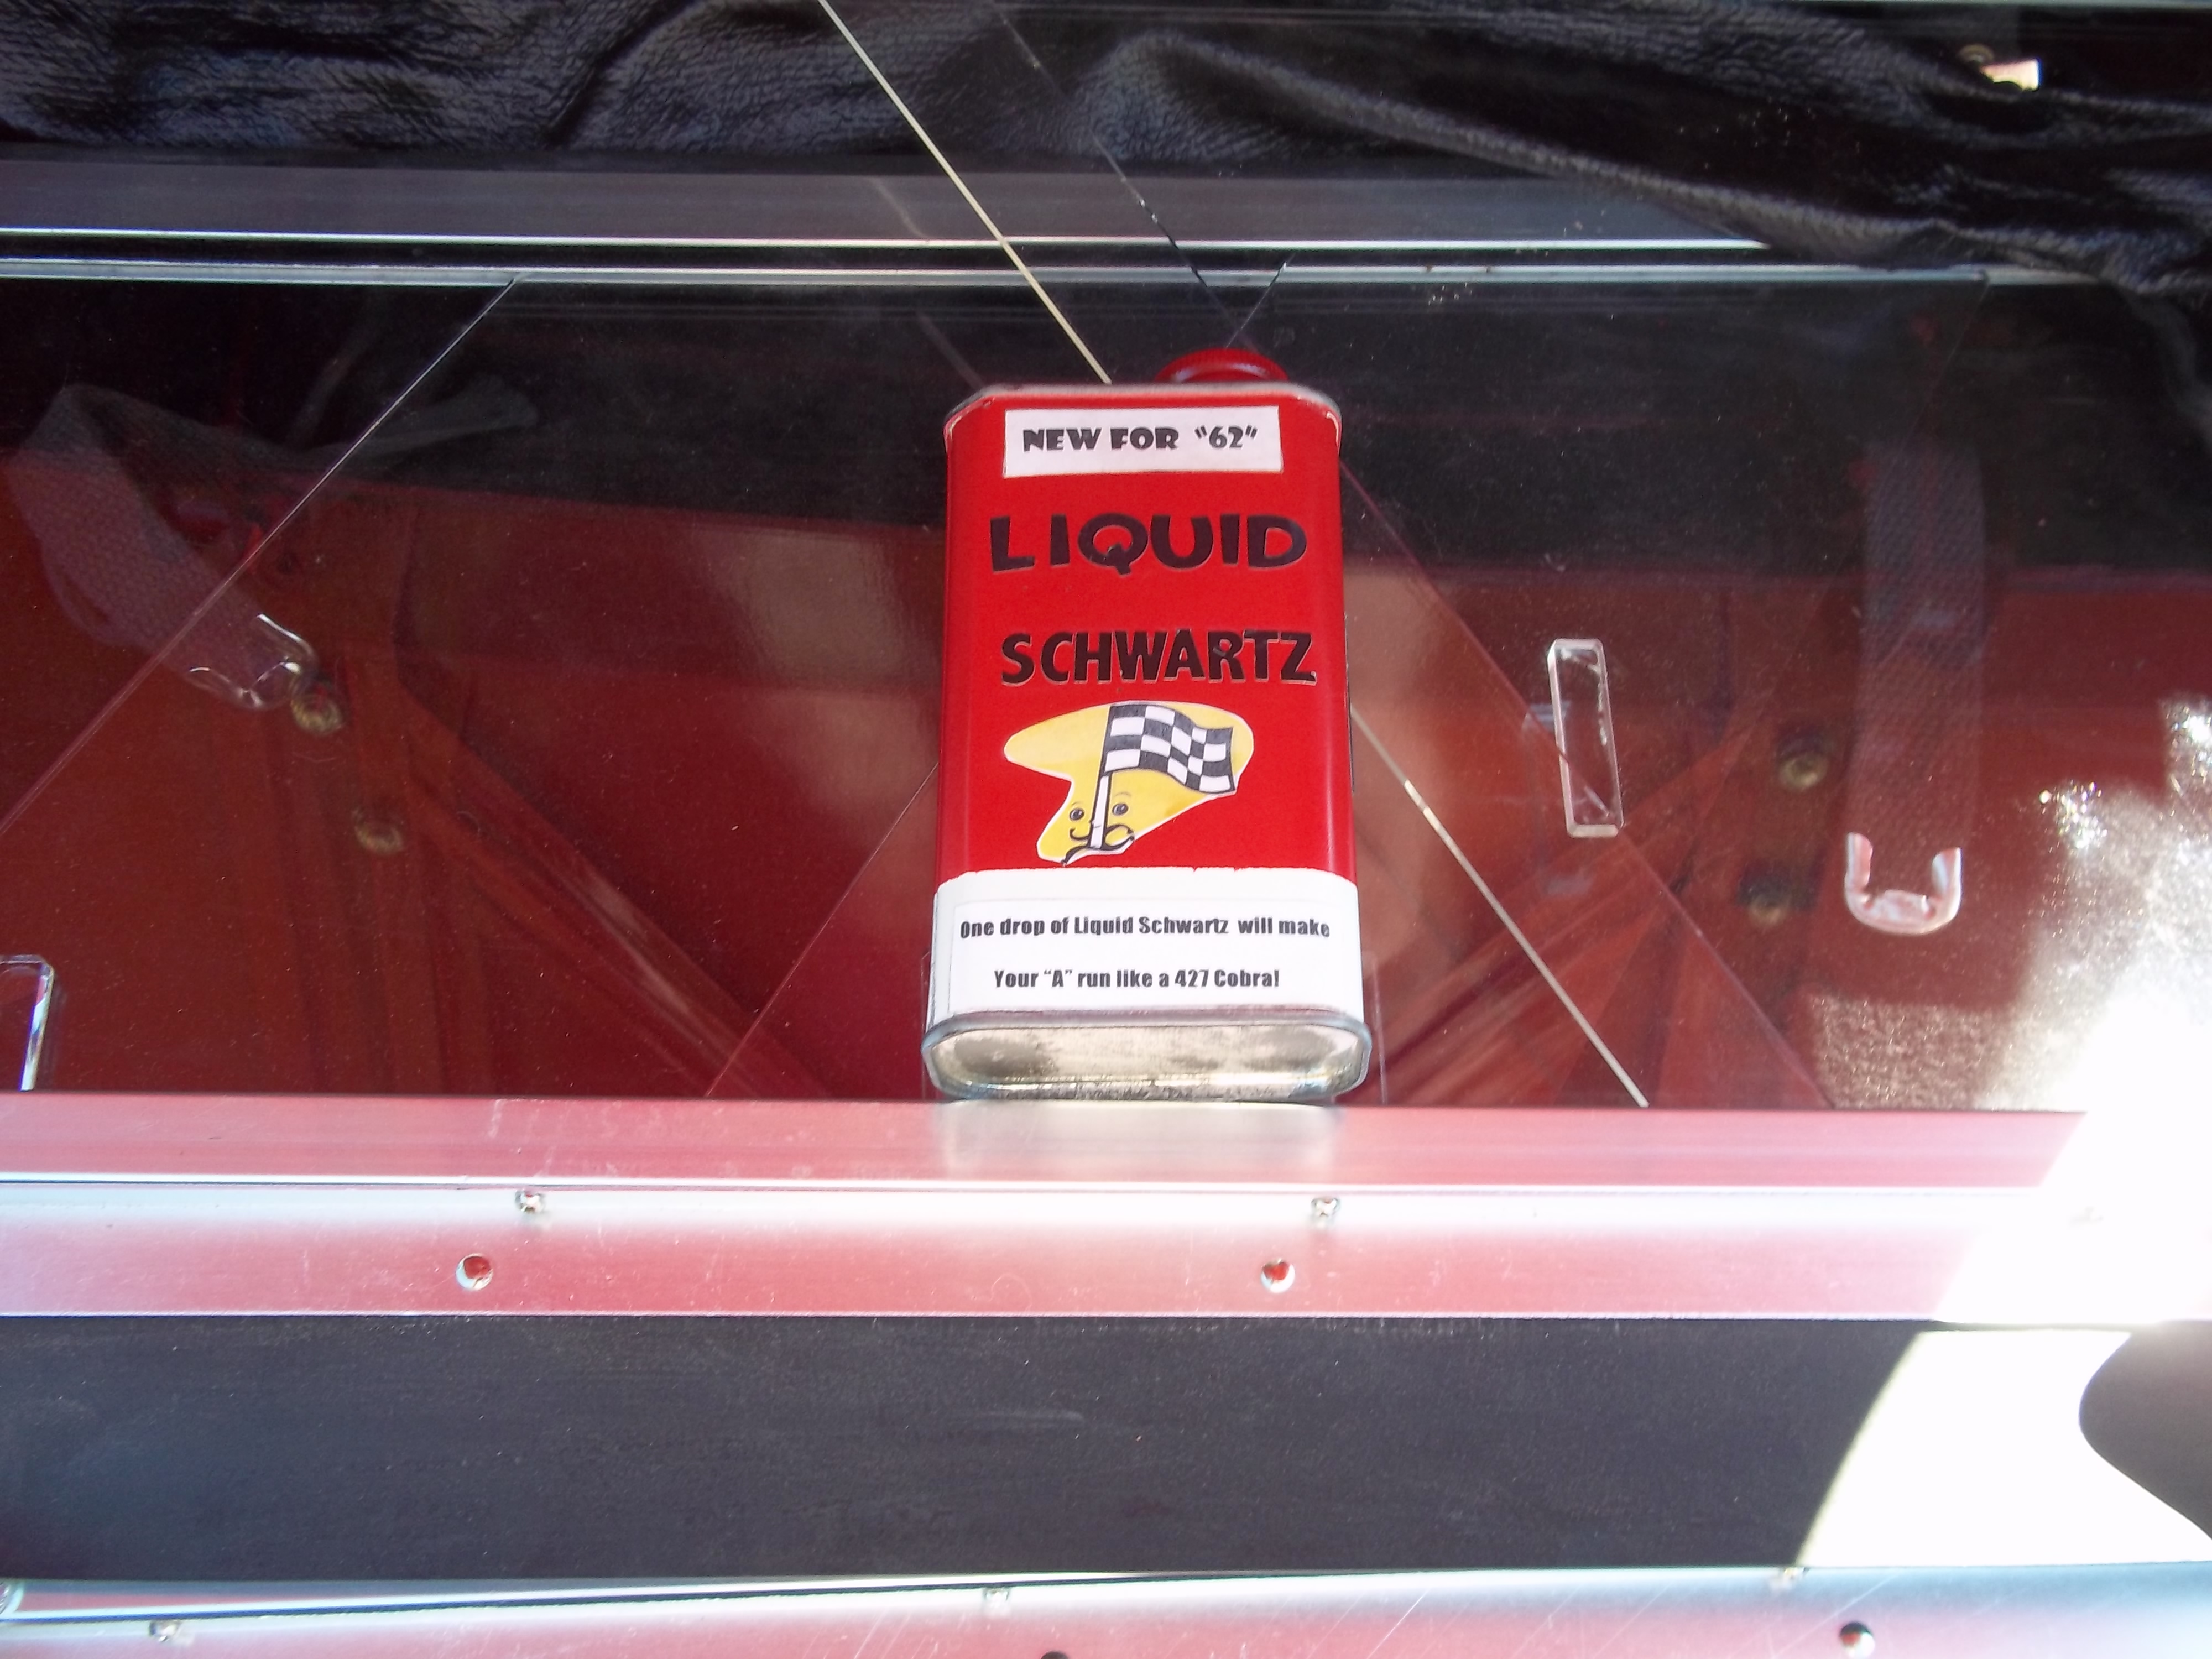 NEW FOR "62"
LIQUID
SCHWARTZ
One drop of Liquid Schwartz will make
Your "A" run like a 427 Cobra!